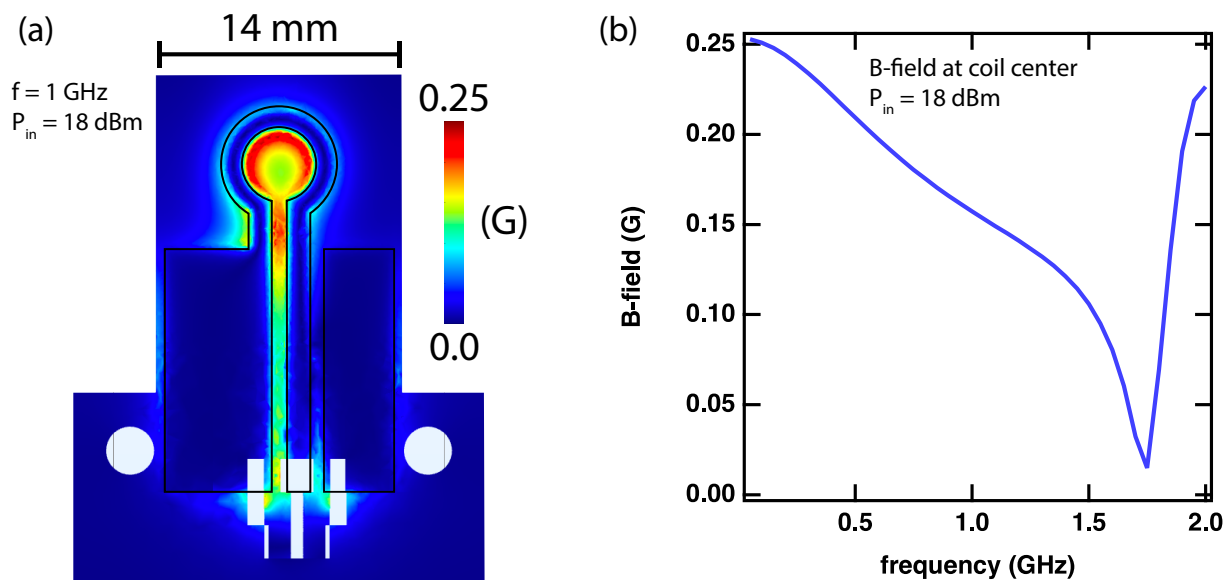 (a)
14 mm
f = 1 GHz
P_in = 18 dBm
0.25
(G)
0.0
(b)
B-field at coil center
P_in = 18 dBm
0.25
0.20
0.15
0.10
0.05
0.00
B-field (G)
0.5
1.0
1.5
2.0
frequency (GHz)